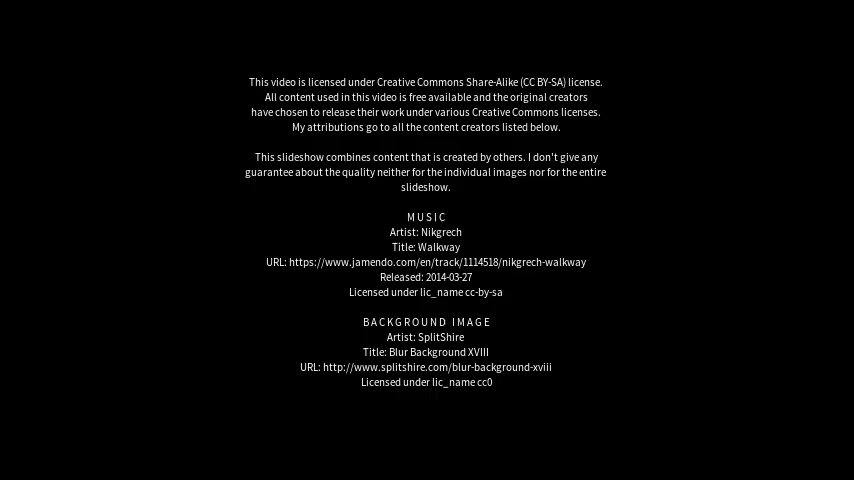 This video is licensed under Creative Commons Share-Alike (CC BY-SA) license.
All content used in this video is free available and the original creators
have chosen to release their work under various Creative Commons licenses.
My attributions go to all the content creators listed below.
This slideshow combines content that is created by others. I don't give any
guarantee about the quality neither for the individual images nor for the entire
slideshow.
MUSIC
Artist: Nikgrech
Title: Walkway
URL: https://www.jamendo.com/en/track/1114518/nikgrech-walkway
Released: 2014-03-27
Licensed under lic_name cc-by-sa
BACKGROUND IMAGE
Artist: SplitShire
Title: Blur Background XVIII
URL: http://www.splitshire.com/blur-background-xviii
Licensed under lic_name cc0